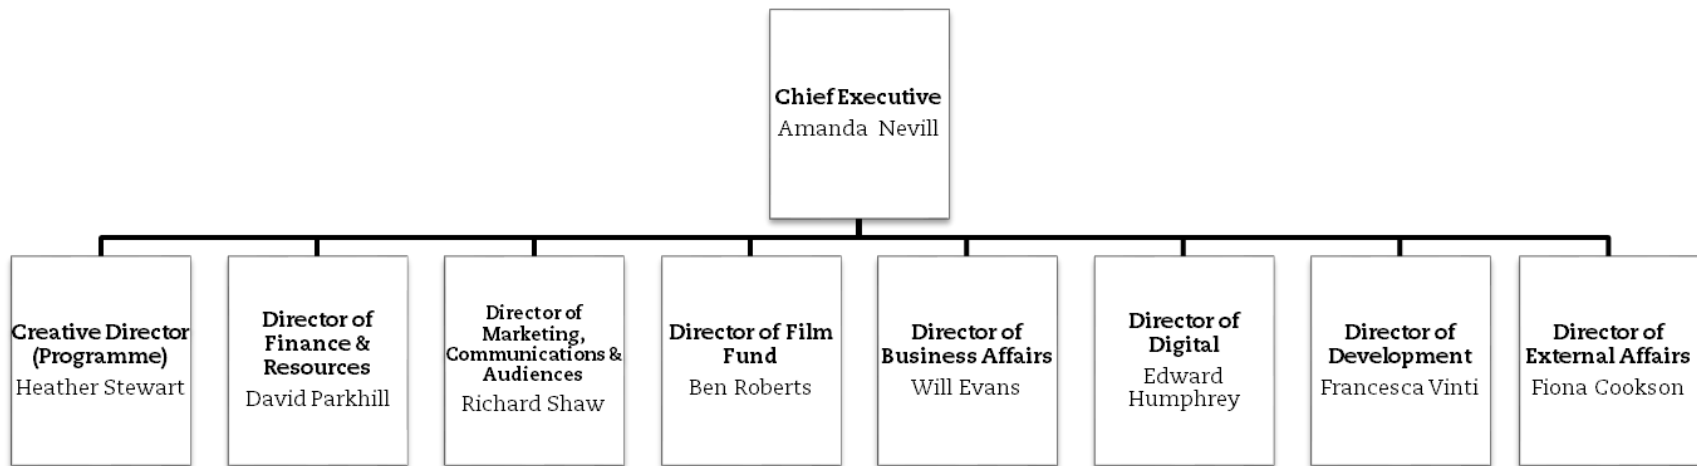 Chief Executive
Amanda Nevill
Creative Director
(Programme)
Heather Stewart
Director of
Finance &
Resources
David Parkhill
Director of
Marketing,
Communications &
Audiences
Richard Shaw
Director of Film
Fund
Ben Roberts
Director of
Business Affairs
Will Evans
Director of
Digital
Edward
Humphrey
Director of
Development
Francesca Vinti
Director of
External Affairs
Fiona Cookson